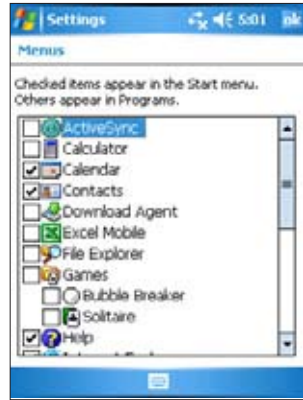 Settings 5:01 ok
Menus
Checked items appear in the Start menu.
Others appear in Programs.
ActiveSync
Calculator
Calendar
Contacts
Download Agent
Excel Mobile
File Explorer
Games
Bubble Breaker
Solitaire
Help